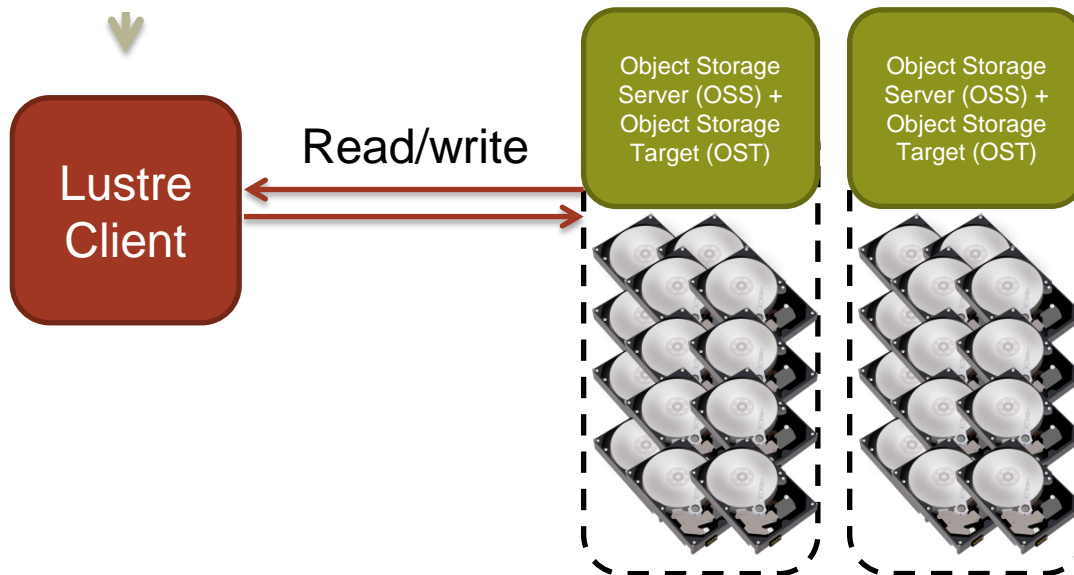 Object Storage
Server (OSS) +
Object Storage
Target (OST)
Object Storage
Server (OSS) +
Object Storage
Target (OST)
Read/write
Lustre
Client